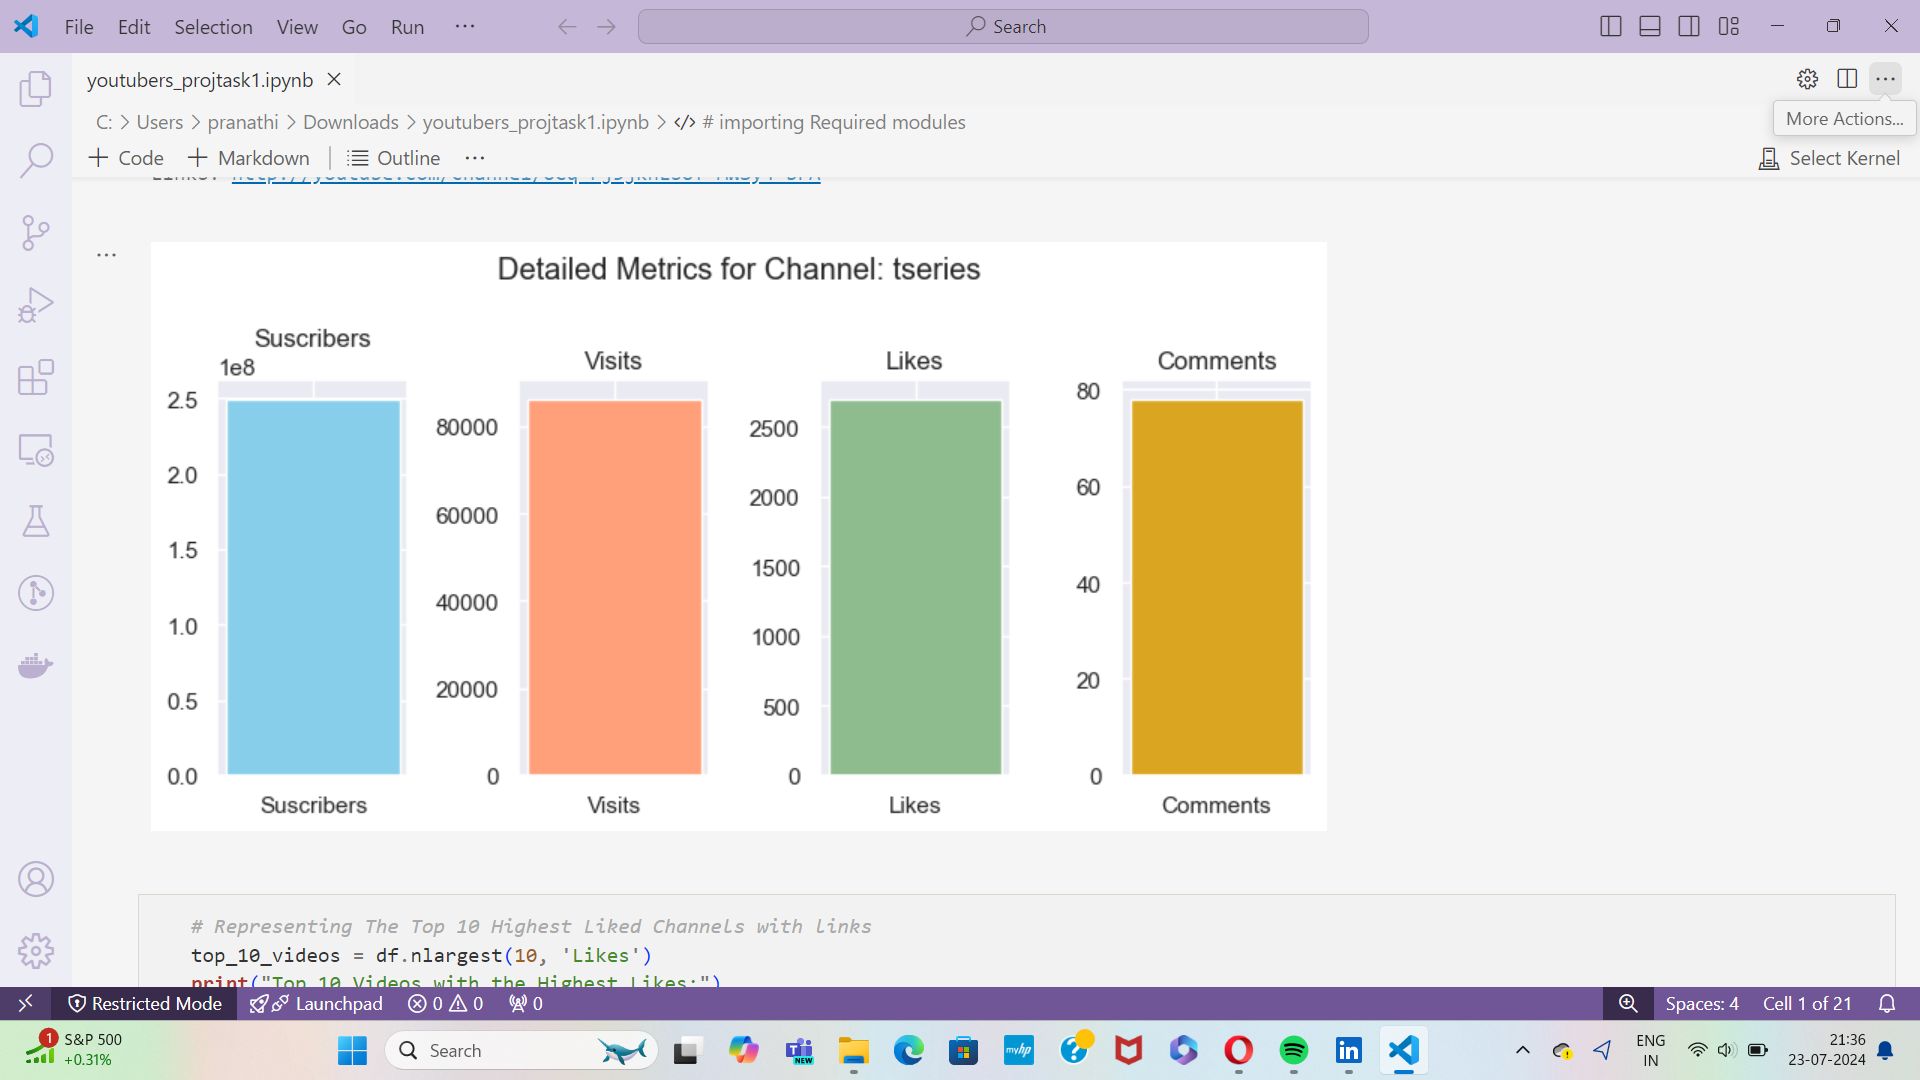 File Edit Selection View Go Run ··· Search
youtubers_projtask1.ipynb
More Actions...
C: > Users > pranathi > Downloads > youtubers_projtask1.ipynb > # importing Required modules
+ Code + Markdown | Outline ··· Select Kernel
Detailed Metrics for Channel: tseries
Suscribers
1e8
2.5
2.0
1.5
1.0
0.5
0.0
Suscribers
Visits
80000
60000
40000
20000
0
Visits
Likes
2500
2000
1500
1000
500
0
Likes
Comments
80
60
40
20
0
Comments
# Representing The Top 10 Highest Liked Channels with links
top_10_videos = df.nlargest(10, 'Likes')
print("Top 10 Videos with the Highest Likes:")
Restricted Mode Launchpad 0 0 0 Spaces: 4 Cell 1 of 21
1 S&P 500
+0.31%
Search
NEW
myhp
ENG
IN
21:36
23-07-2024